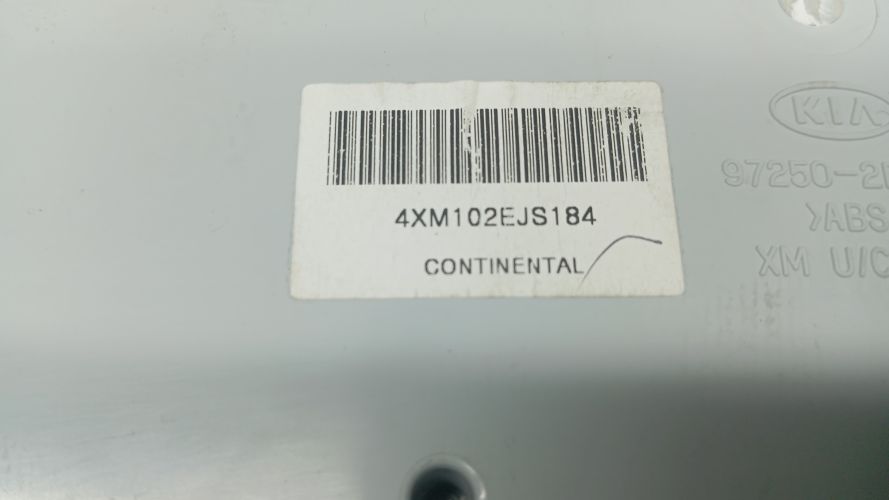 4XM102EJS184
CONTINENTAL
KIA
97250-2
>ABS
XM U/C